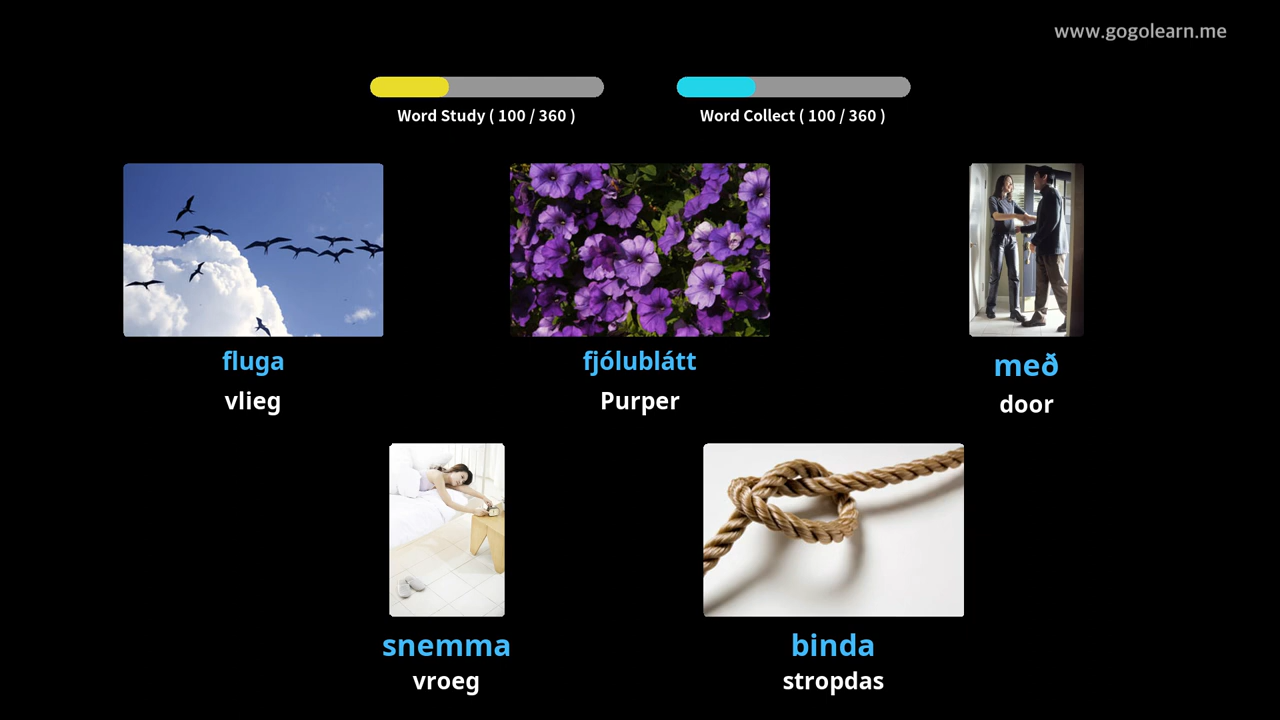 www.gogolearn.me
Word Study ( 100 / 360 )
Word Collect ( 100 / 360 )
fluga
vlieg
fjólublátt
Purper
með
door
snemma
vroeg
binda
stropdas